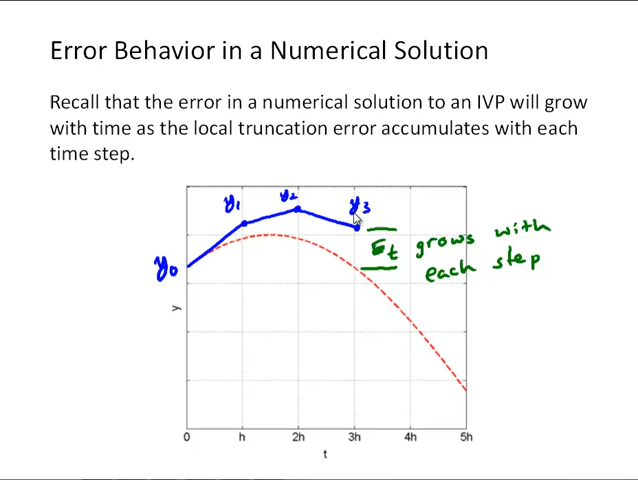 Error Behavior in a Numerical Solution
Recall that the error in a numerical solution to an IVP will grow
with time as the local truncation error accumulates with each
time step.
y0
y1
y2
y3
Et grows with
each step
y
0 h 2h 3h 4h 5h
t